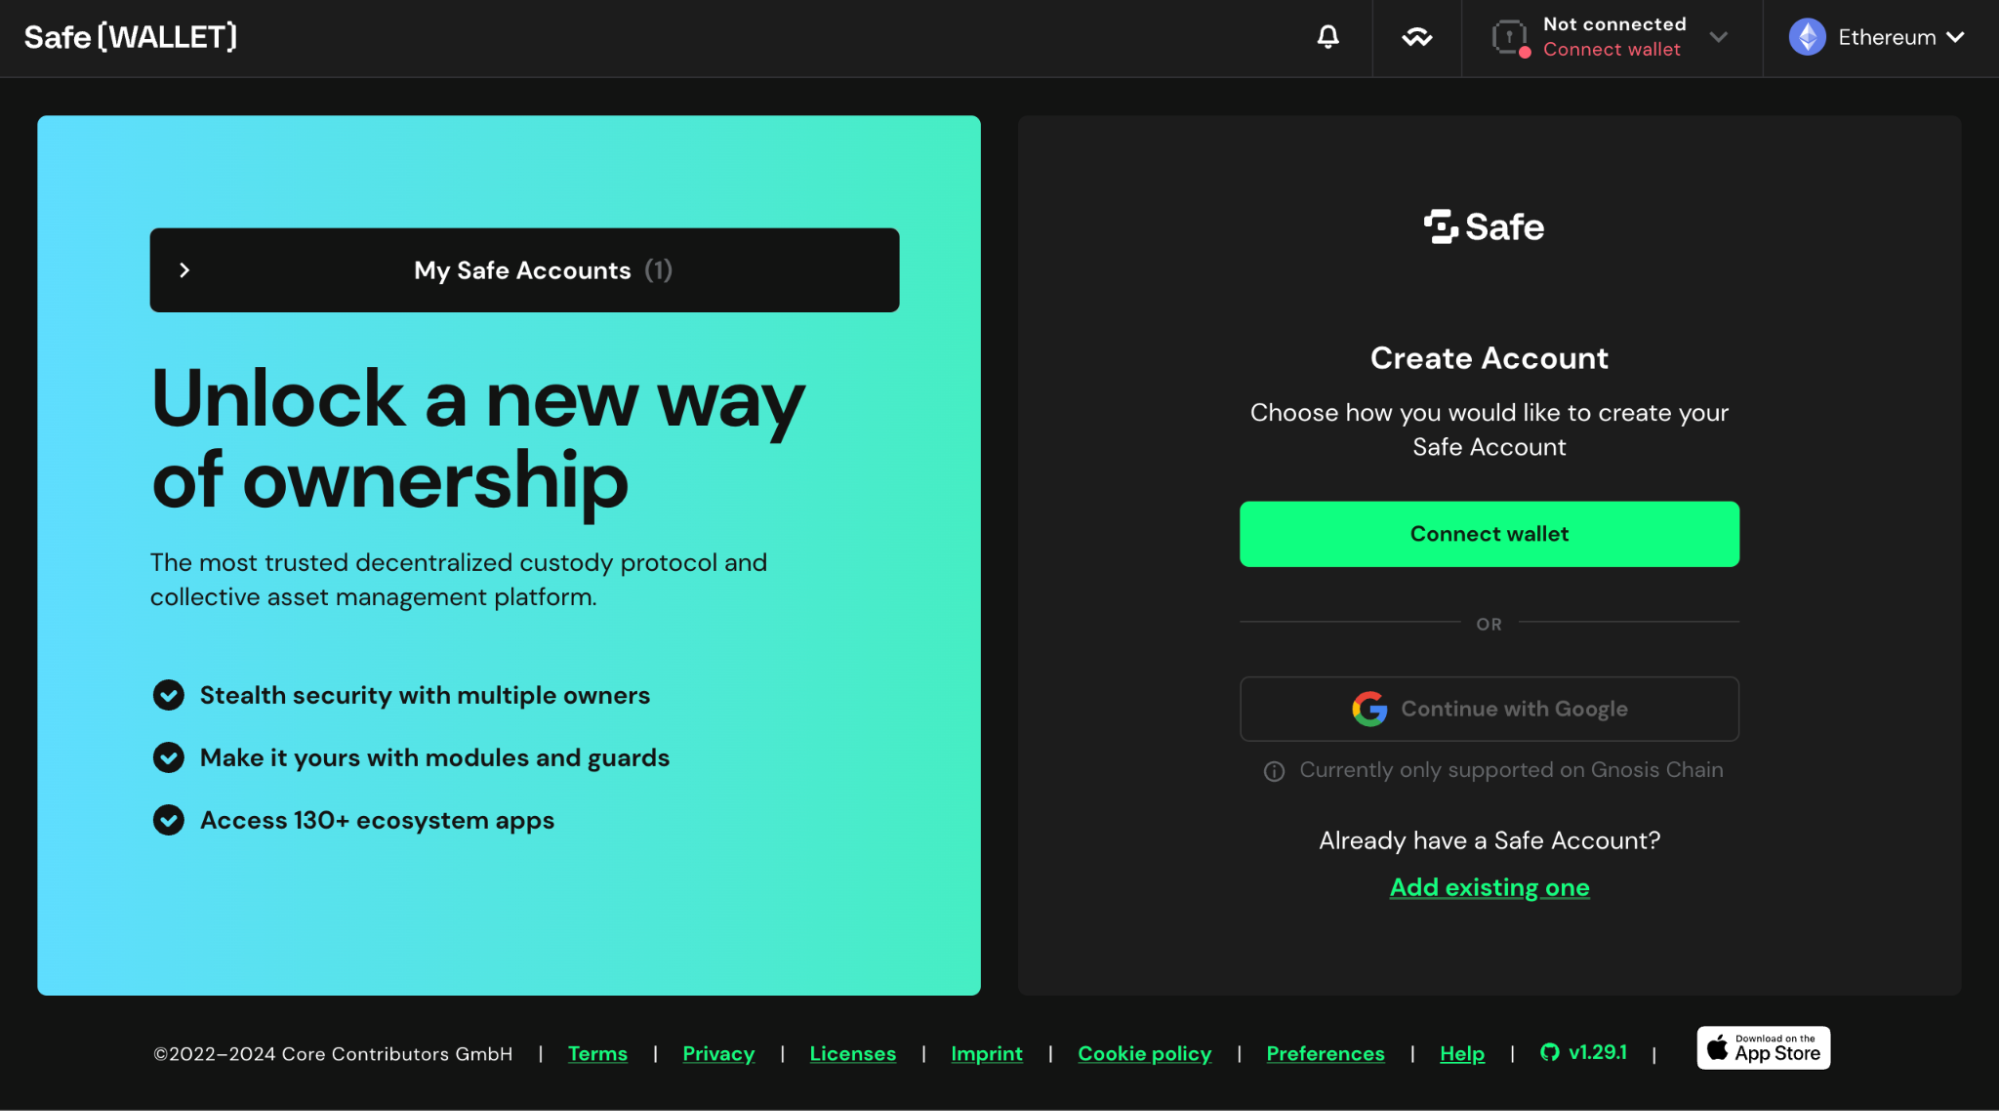 Safe{WALLET}
Not connected
Connect wallet
Ethereum
My Safe Accounts (1)
Unlock a new way
of ownership
The most trusted decentralized custody protocol and
collective asset management platform.
Stealth security with multiple owners
Make it yours with modules and guards
Access 130+ ecosystem apps
Safe
Create Account
Choose how you would like to create your
Safe Account
Connect wallet
OR
Continue with Google
Currently only supported on Gnosis Chain
Already have a Safe Account?
Add existing one
©2022–2024 Core Contributors GmbH | Terms | Privacy | Licenses | Imprint | Cookie policy | Preferences | Help | v1.29.1 |
Download on the
App Store